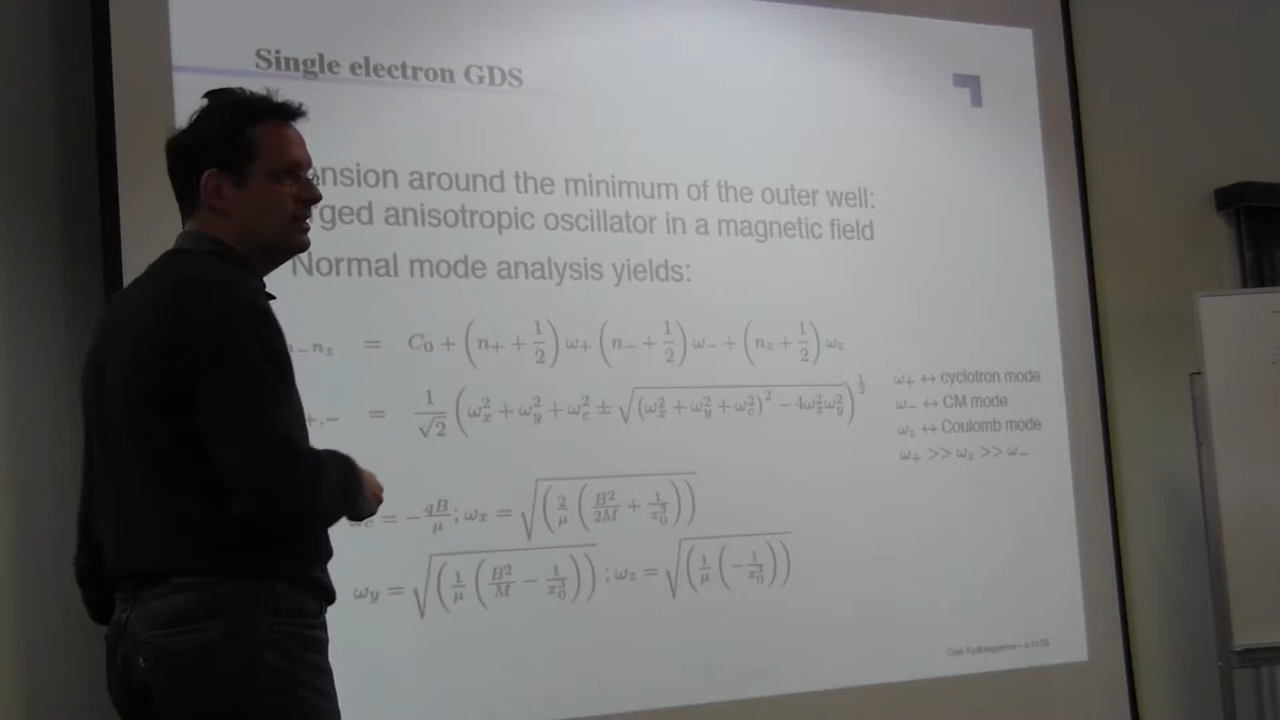 Single electron GDS
ansion around the minimum of the outer well:
rged anisotropic oscillator in a magnetic field
Normal mode analysis yields:
n₋n_z = C₀ + (n₊ + 1/2) ω₊ (n₋ + 1/2) ω₋ + (n_z + 1/2) ω_z
+,− = 1/√2 (ω_x² + ω_y² + ω_c² ± √((ω_x² + ω_y² + ω_c²)² − 4ω_x²ω_y²))^(1/2)
ω₊ ↔ cyclotron mode
ω₋ ↔ CM mode
ω_z ↔ Coulomb mode
ω₊ >> ω_z >> ω₋
= −qB/μ ; ω_x = √((2/μ (B²/2M + 1/x₀³)))
ω_y = √((1/μ (B²/M − 1/x₀³))) ; ω_z = √((1/μ (−1/x₀³)))